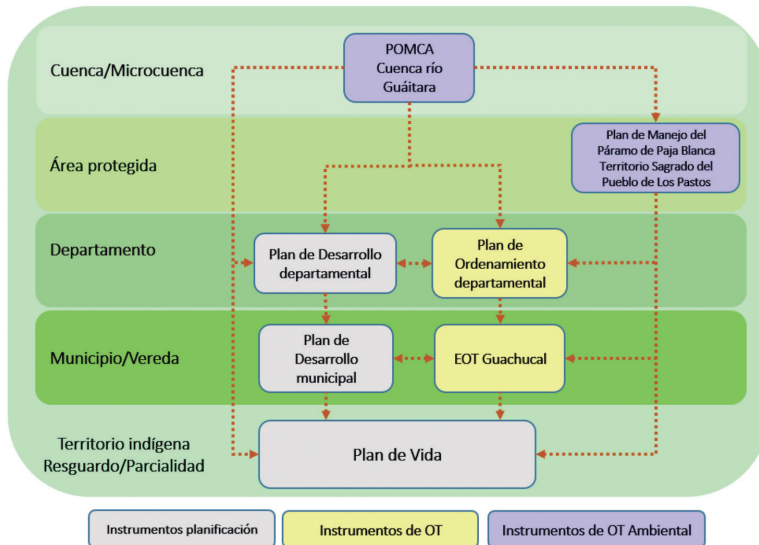 Cuenca/Microcuenca
POMCA
Cuenca río
Guáitara
Área protegida
Plan de Manejo del
Páramo de Paja Blanca
Territorio Sagrado del
Pueblo de Los Pastos
Departamento
Plan de Desarrollo
departamental
Plan de
Ordenamiento
departamental
Municipio/Vereda
Plan de
Desarrollo
municipal
EOT Guachucal
Territorio indígena
Resguardo/Parcialidad
Plan de Vida
Instrumentos planificación
Instrumentos de OT
Instrumentos de OT Ambiental